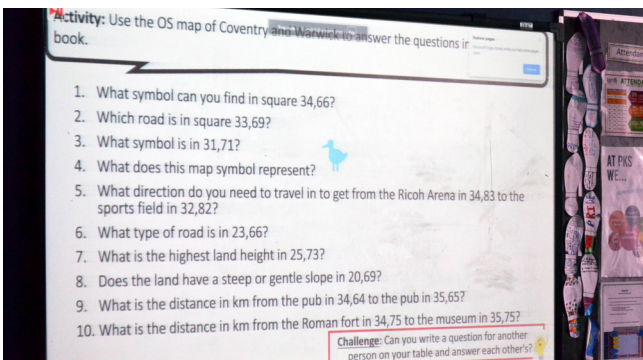 Activity: Use the OS map of Coventry and Warwick to answer the questions in
book.
1. What symbol can you find in square 34,66?
2. Which road is in square 33,69?
3. What symbol is in 31,71?
4. What does this map symbol represent?
5. What direction do you need to travel in to get from the Ricoh Arena in 34,83 to the
sports field in 32,82?
6. What type of road is in 23,66?
7. What is the highest land height in 25,73?
8. Does the land have a steep or gentle slope in 20,69?
9. What is the distance in km from the pub in 34,64 to the pub in 35,65?
10. What is the distance in km from the Roman fort in 34,75 to the museum in 35,75?
Challenge: Can you write a question for another
person on your table and answer each other's?
Attendan
ATTENDA
AT PKS
WE...